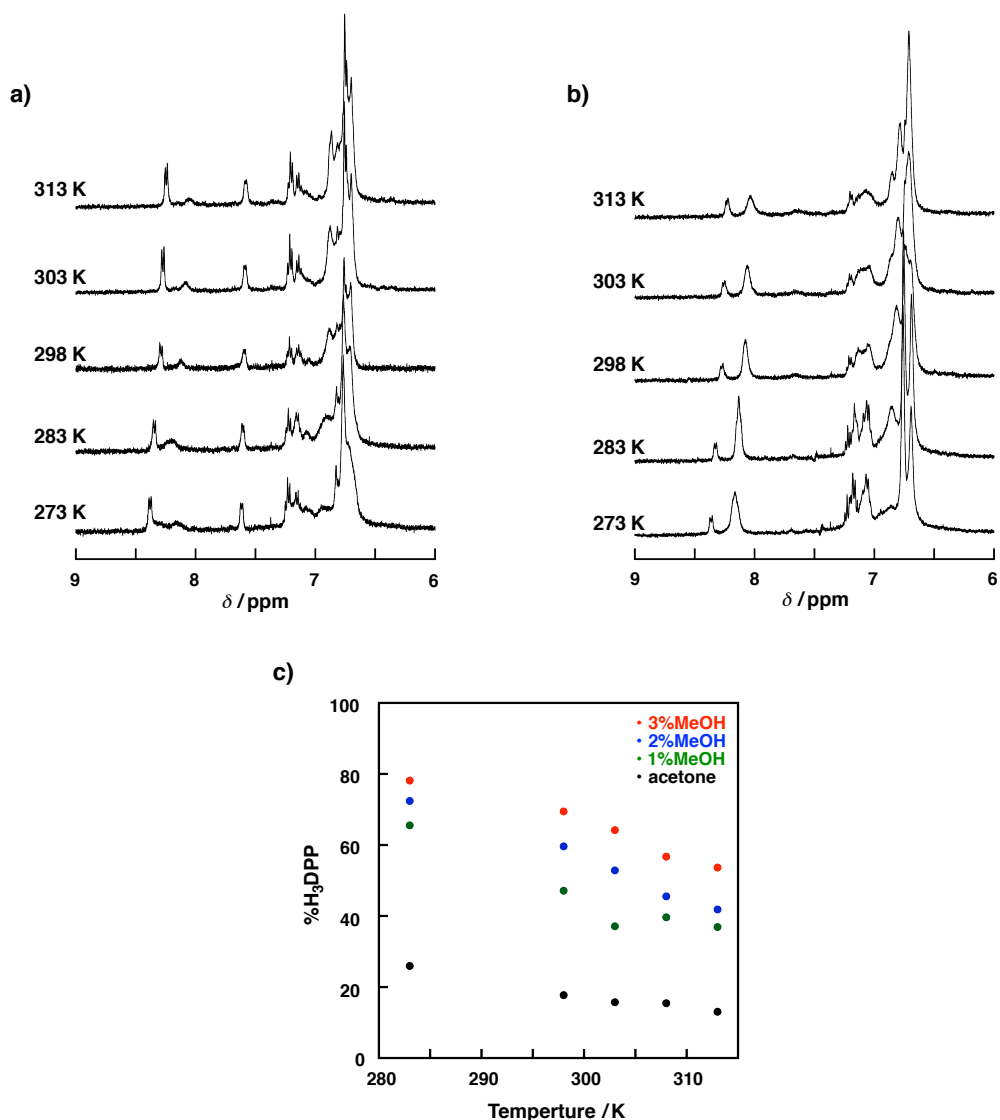 a)
313 K
303 K
298 K
283 K
273 K
9 8 7 6
δ / ppm
b)
313 K
303 K
298 K
283 K
273 K
9 8 7 6
δ / ppm
c)
100
80
60
40
20
0
%H₃DPP
3%MeOH
2%MeOH
1%MeOH
acetone
280 290 300 310
Temperture / K